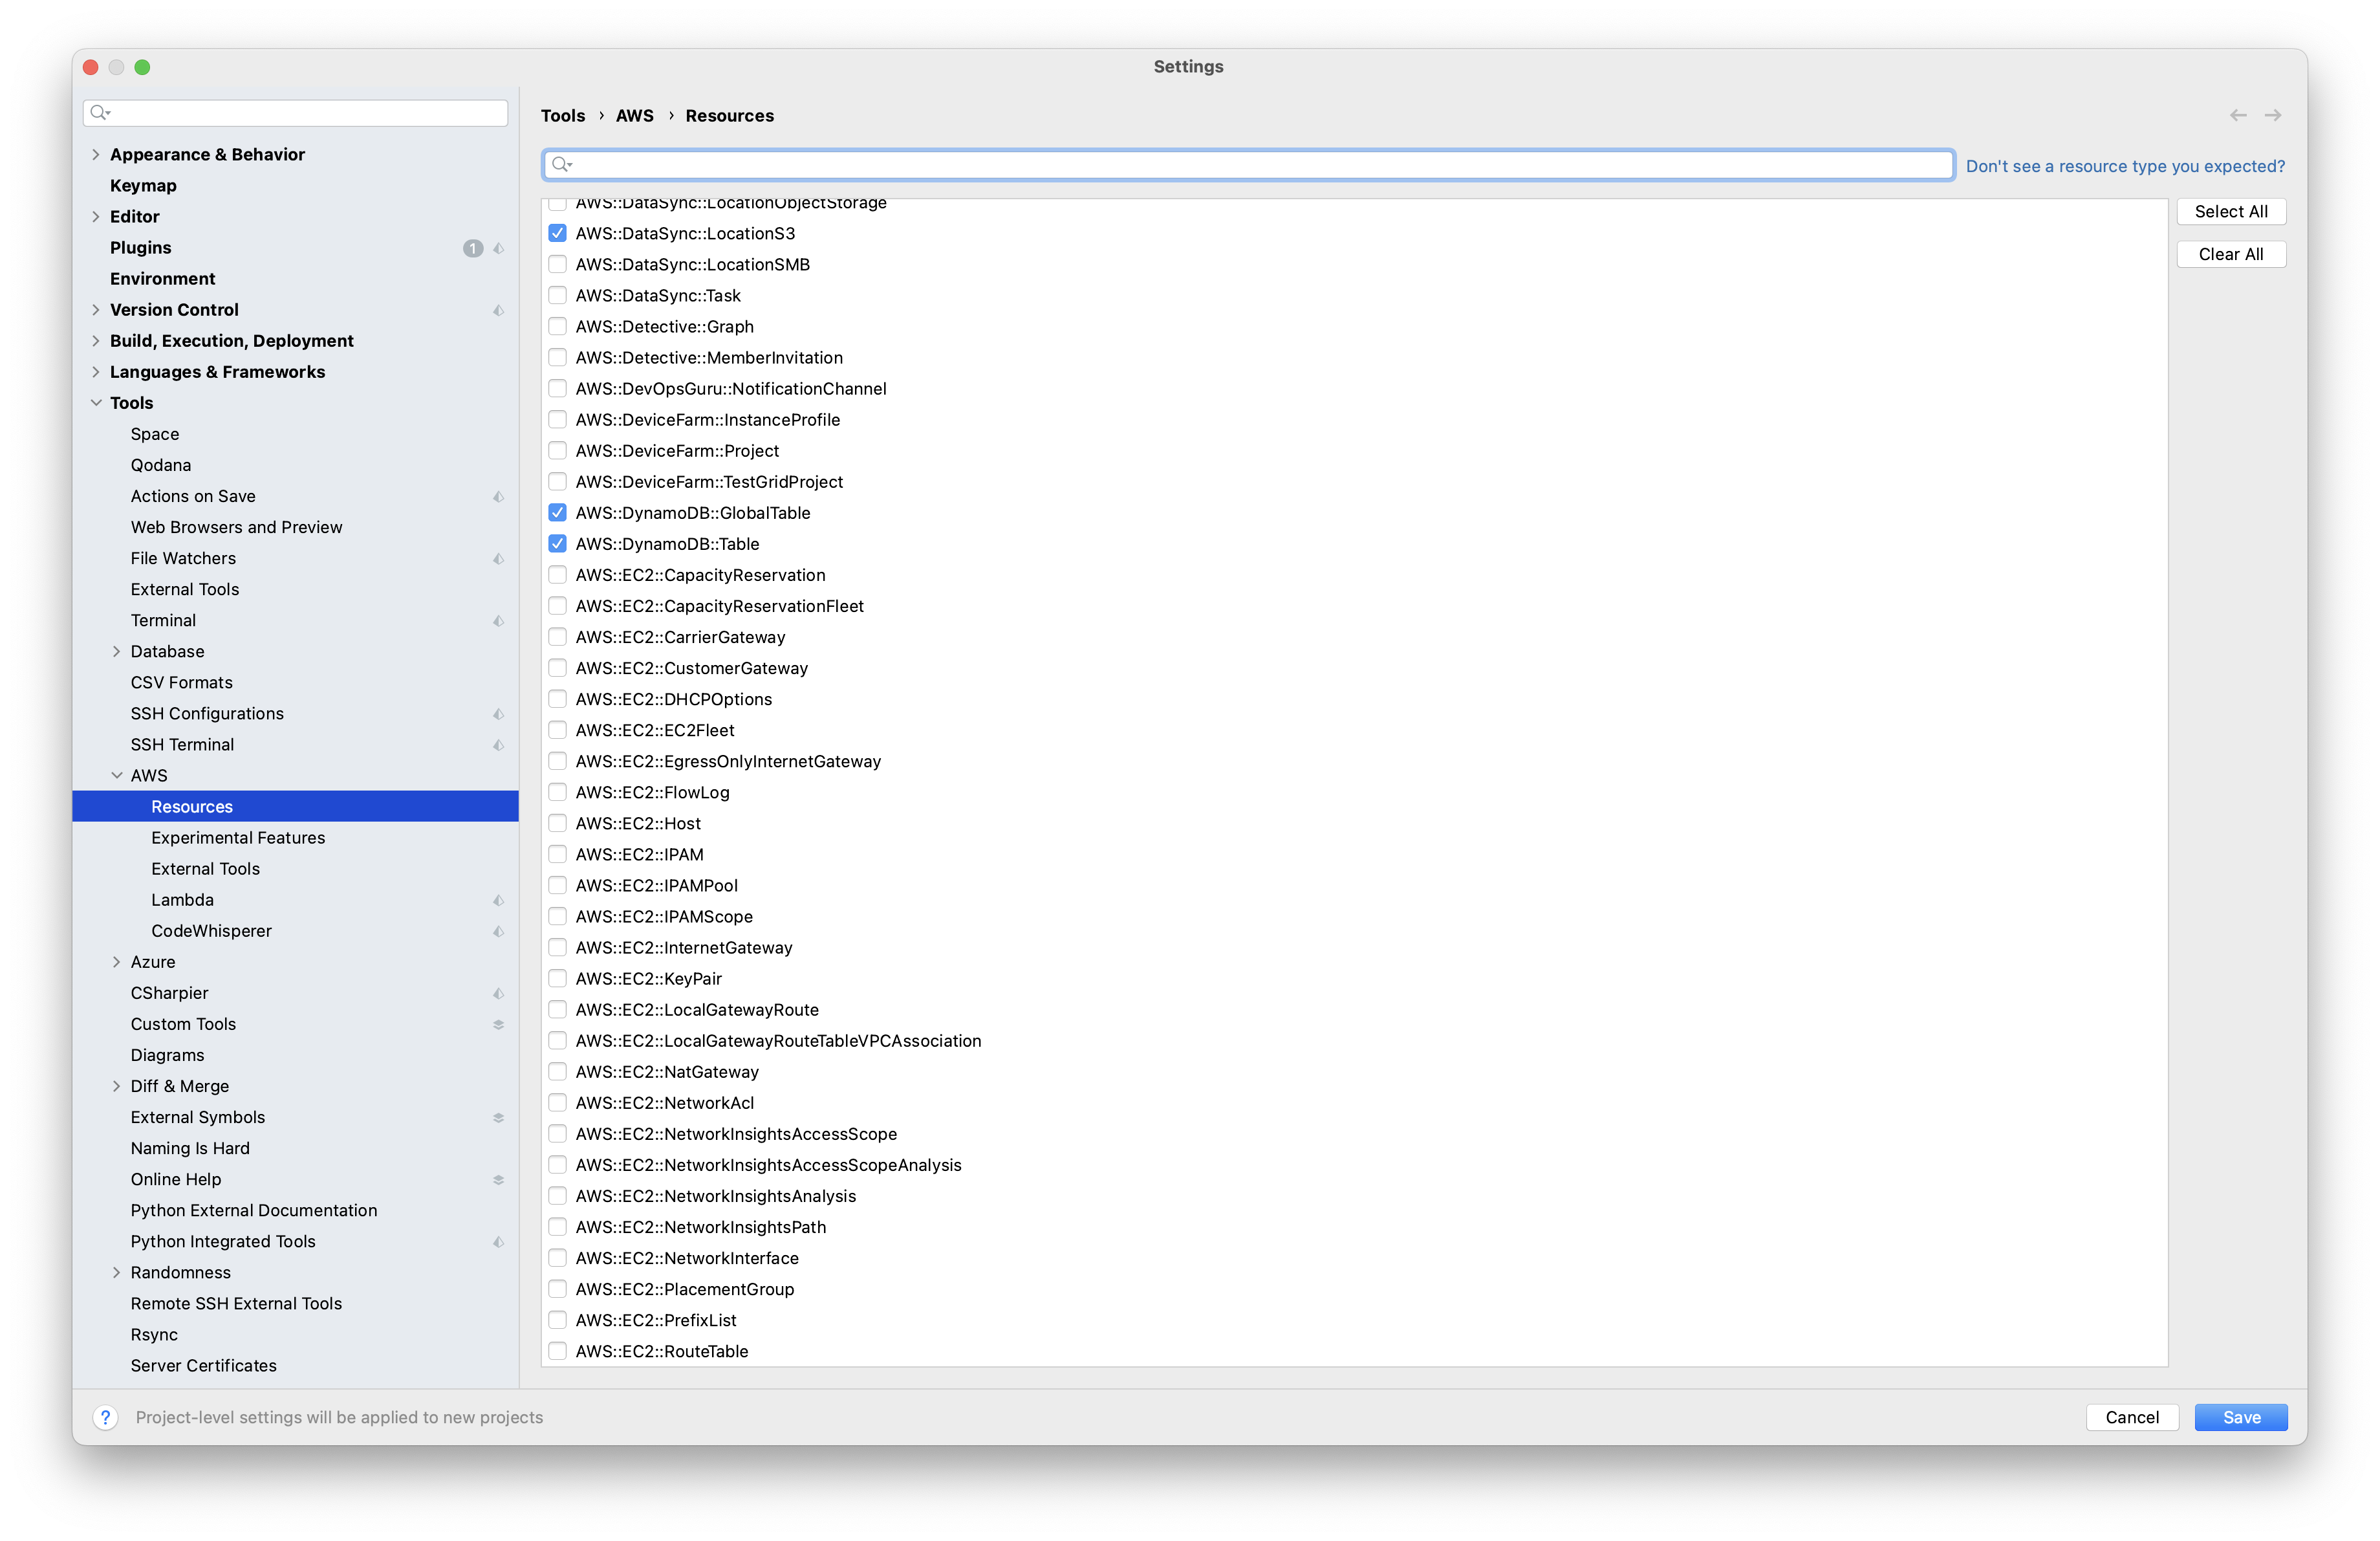 Settings
Appearance & Behavior
Keymap
Editor
Plugins 1
Environment
Version Control
Build, Execution, Deployment
Languages & Frameworks
Tools
Space
Qodana
Actions on Save
Web Browsers and Preview
File Watchers
External Tools
Terminal
Database
CSV Formats
SSH Configurations
SSH Terminal
AWS
Resources
Experimental Features
External Tools
Lambda
CodeWhisperer
Azure
CSharpier
Custom Tools
Diagrams
Diff & Merge
External Symbols
Naming Is Hard
Online Help
Python External Documentation
Python Integrated Tools
Randomness
Remote SSH External Tools
Rsync
Server Certificates
Tools › AWS › Resources
Don't see a resource type you expected?
AWS::DataSync::LocationObjectStorage
AWS::DataSync::LocationS3
AWS::DataSync::LocationSMB
AWS::DataSync::Task
AWS::Detective::Graph
AWS::Detective::MemberInvitation
AWS::DevOpsGuru::NotificationChannel
AWS::DeviceFarm::InstanceProfile
AWS::DeviceFarm::Project
AWS::DeviceFarm::TestGridProject
AWS::DynamoDB::GlobalTable
AWS::DynamoDB::Table
AWS::EC2::CapacityReservation
AWS::EC2::CapacityReservationFleet
AWS::EC2::CarrierGateway
AWS::EC2::CustomerGateway
AWS::EC2::DHCPOptions
AWS::EC2::EC2Fleet
AWS::EC2::EgressOnlyInternetGateway
AWS::EC2::FlowLog
AWS::EC2::Host
AWS::EC2::IPAM
AWS::EC2::IPAMPool
AWS::EC2::IPAMScope
AWS::EC2::InternetGateway
AWS::EC2::KeyPair
AWS::EC2::LocalGatewayRoute
AWS::EC2::LocalGatewayRouteTableVPCAssociation
AWS::EC2::NatGateway
AWS::EC2::NetworkAcl
AWS::EC2::NetworkInsightsAccessScope
AWS::EC2::NetworkInsightsAccessScopeAnalysis
AWS::EC2::NetworkInsightsAnalysis
AWS::EC2::NetworkInsightsPath
AWS::EC2::NetworkInterface
AWS::EC2::PlacementGroup
AWS::EC2::PrefixList
AWS::EC2::RouteTable
Select All
Clear All
? Project-level settings will be applied to new projects
Cancel
Save